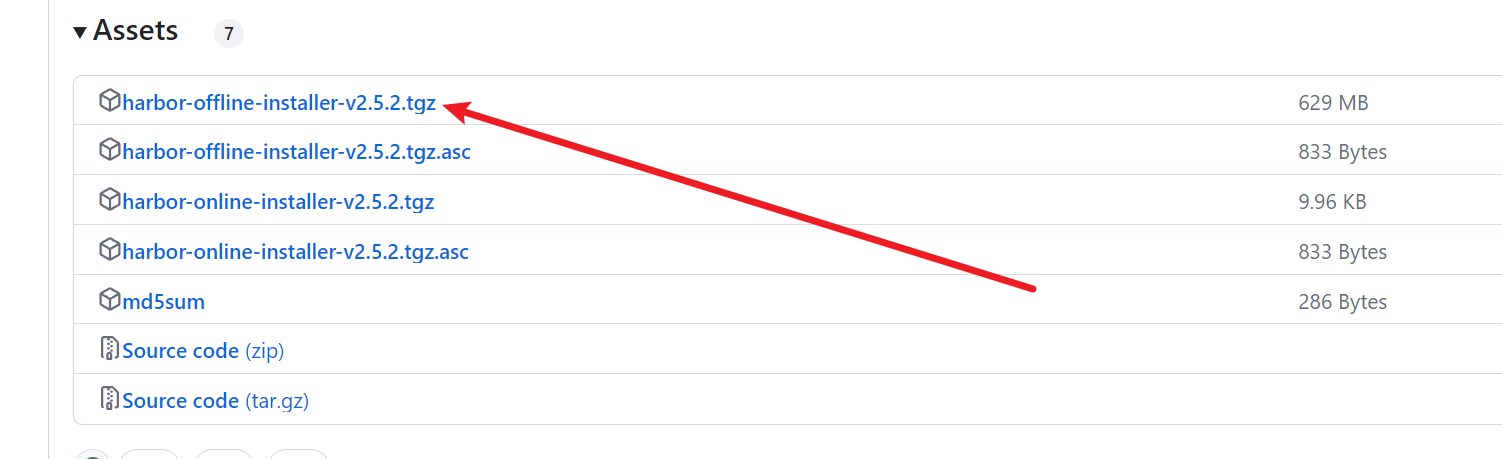 Assets 7
harbor-offline-installer-v2.5.2.tgz 629 MB
harbor-offline-installer-v2.5.2.tgz.asc 833 Bytes
harbor-online-installer-v2.5.2.tgz 9.96 KB
harbor-online-installer-v2.5.2.tgz.asc 833 Bytes
md5sum 286 Bytes
Source code (zip)
Source code (tar.gz)